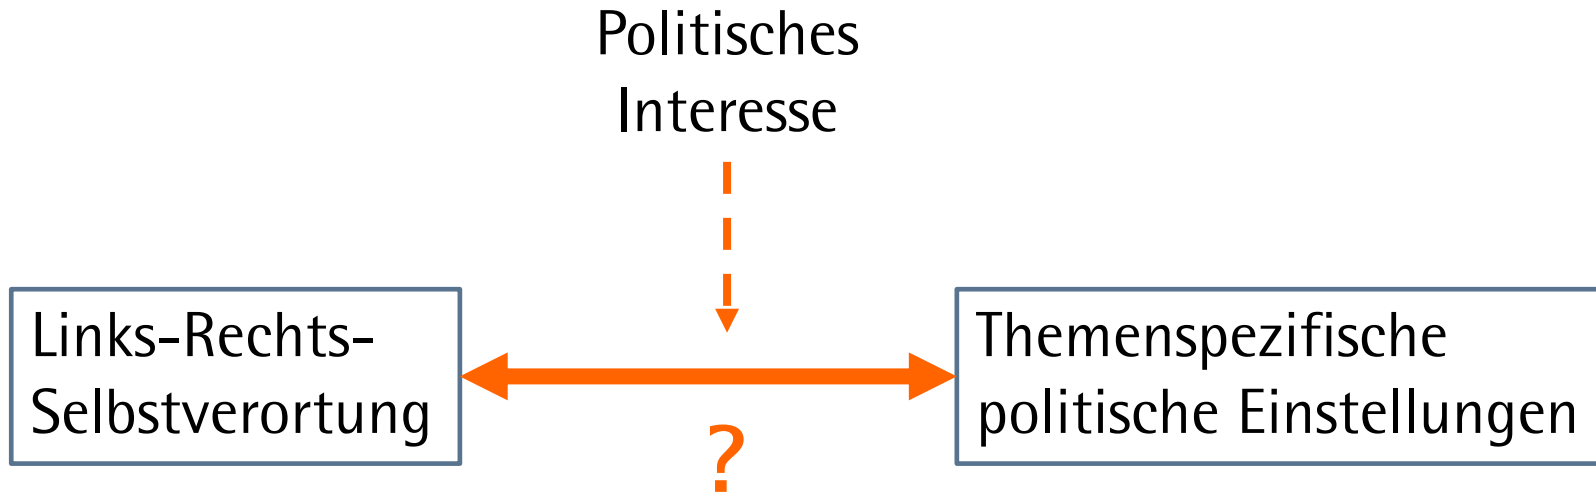 Politisches
Interesse
Links-Rechts-
Selbstverortung
Themenspezifische
politische Einstellungen
?